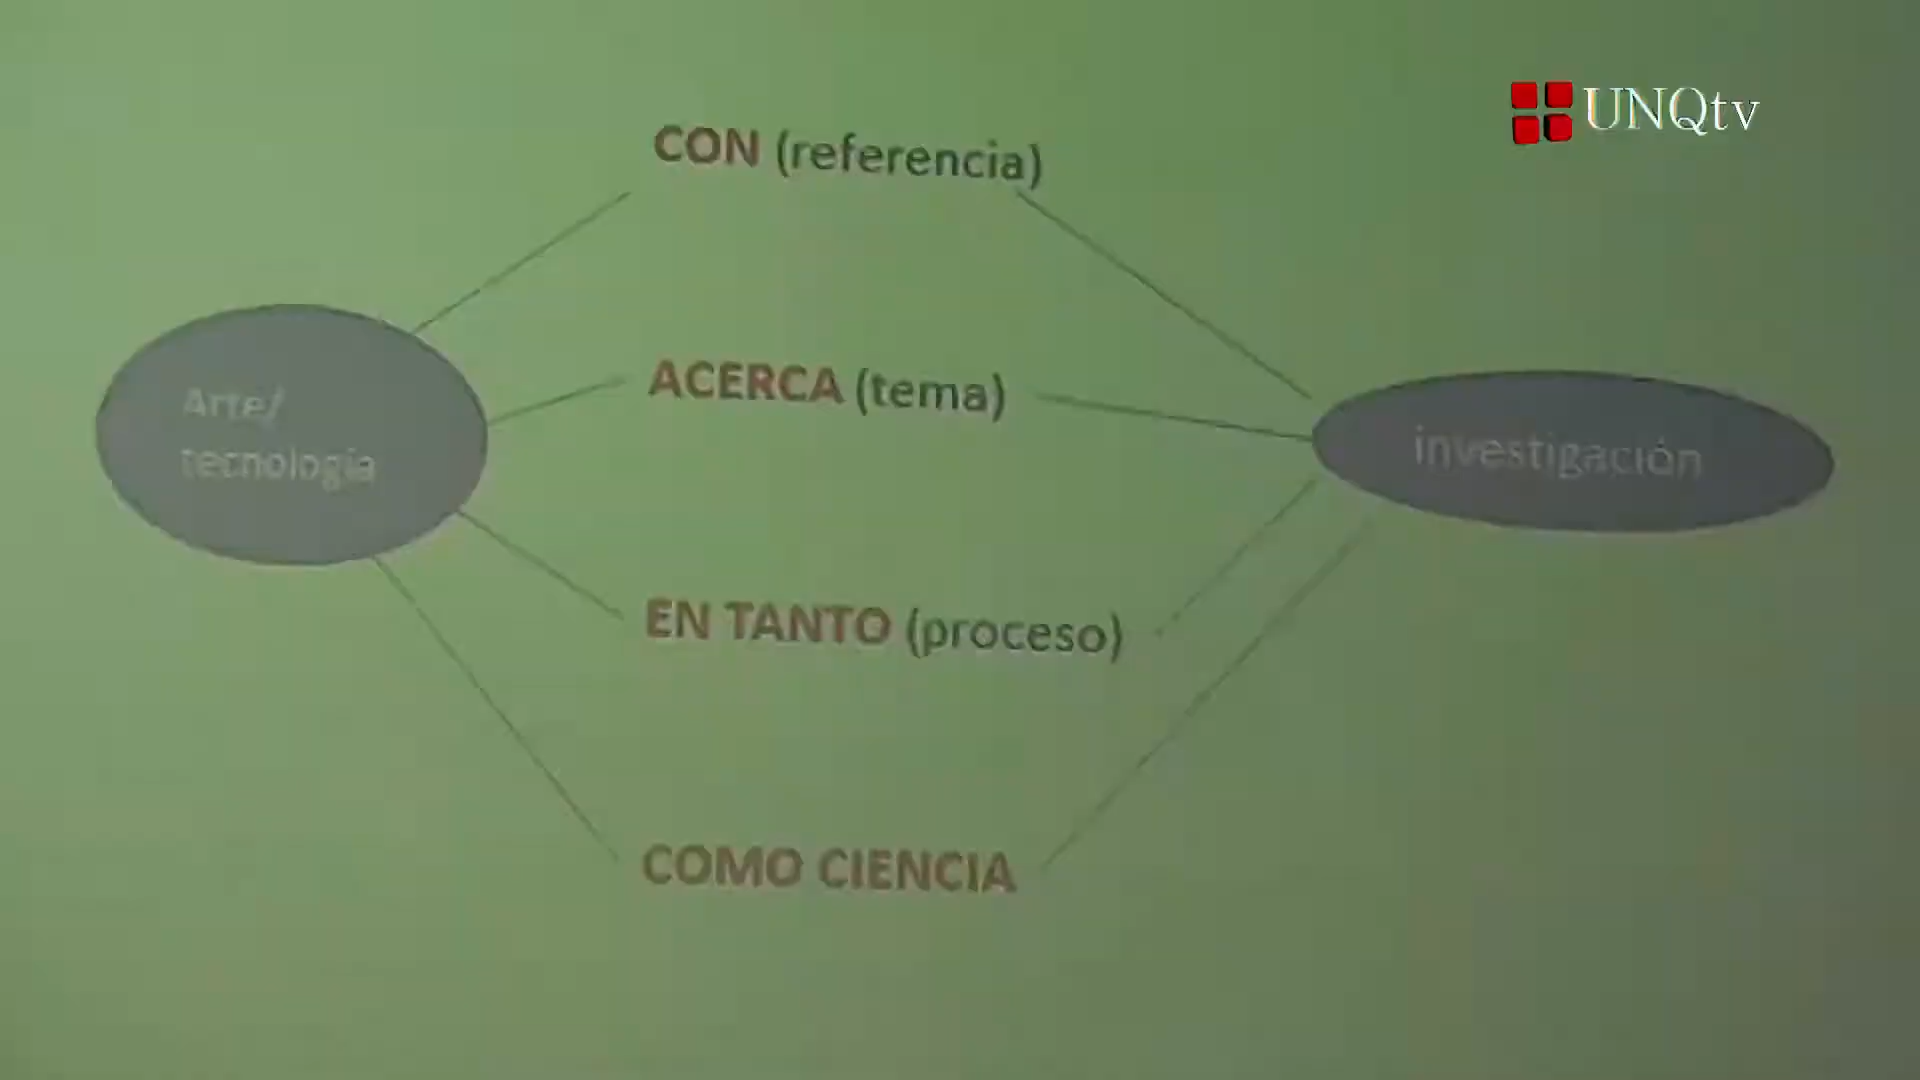 UNQtv
CON (referencia)
ACERCA (tema)
Arte/
tecnología
investigación
EN TANTO (proceso)
COMO CIENCIA